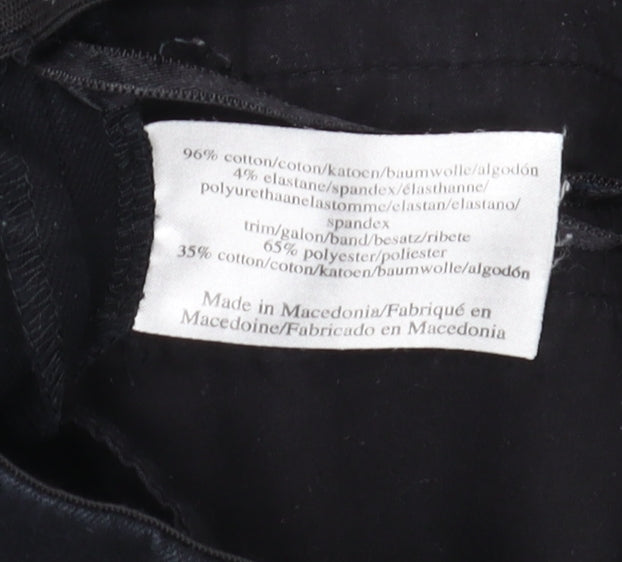 96% cotton/coton/katoen/baumwolle/algodón
4% elastane/spandex/élasthanne/
polyurethaanelastomme/elastan/elastano/
spandex
trim/galon/band/besatz/ribete
65% polyester/poliester
35% cotton/coton/katoen/baumwolle/algodón
Made in Macedonia/Fabriqué en
Macedoine/Fabricado en Macedonia